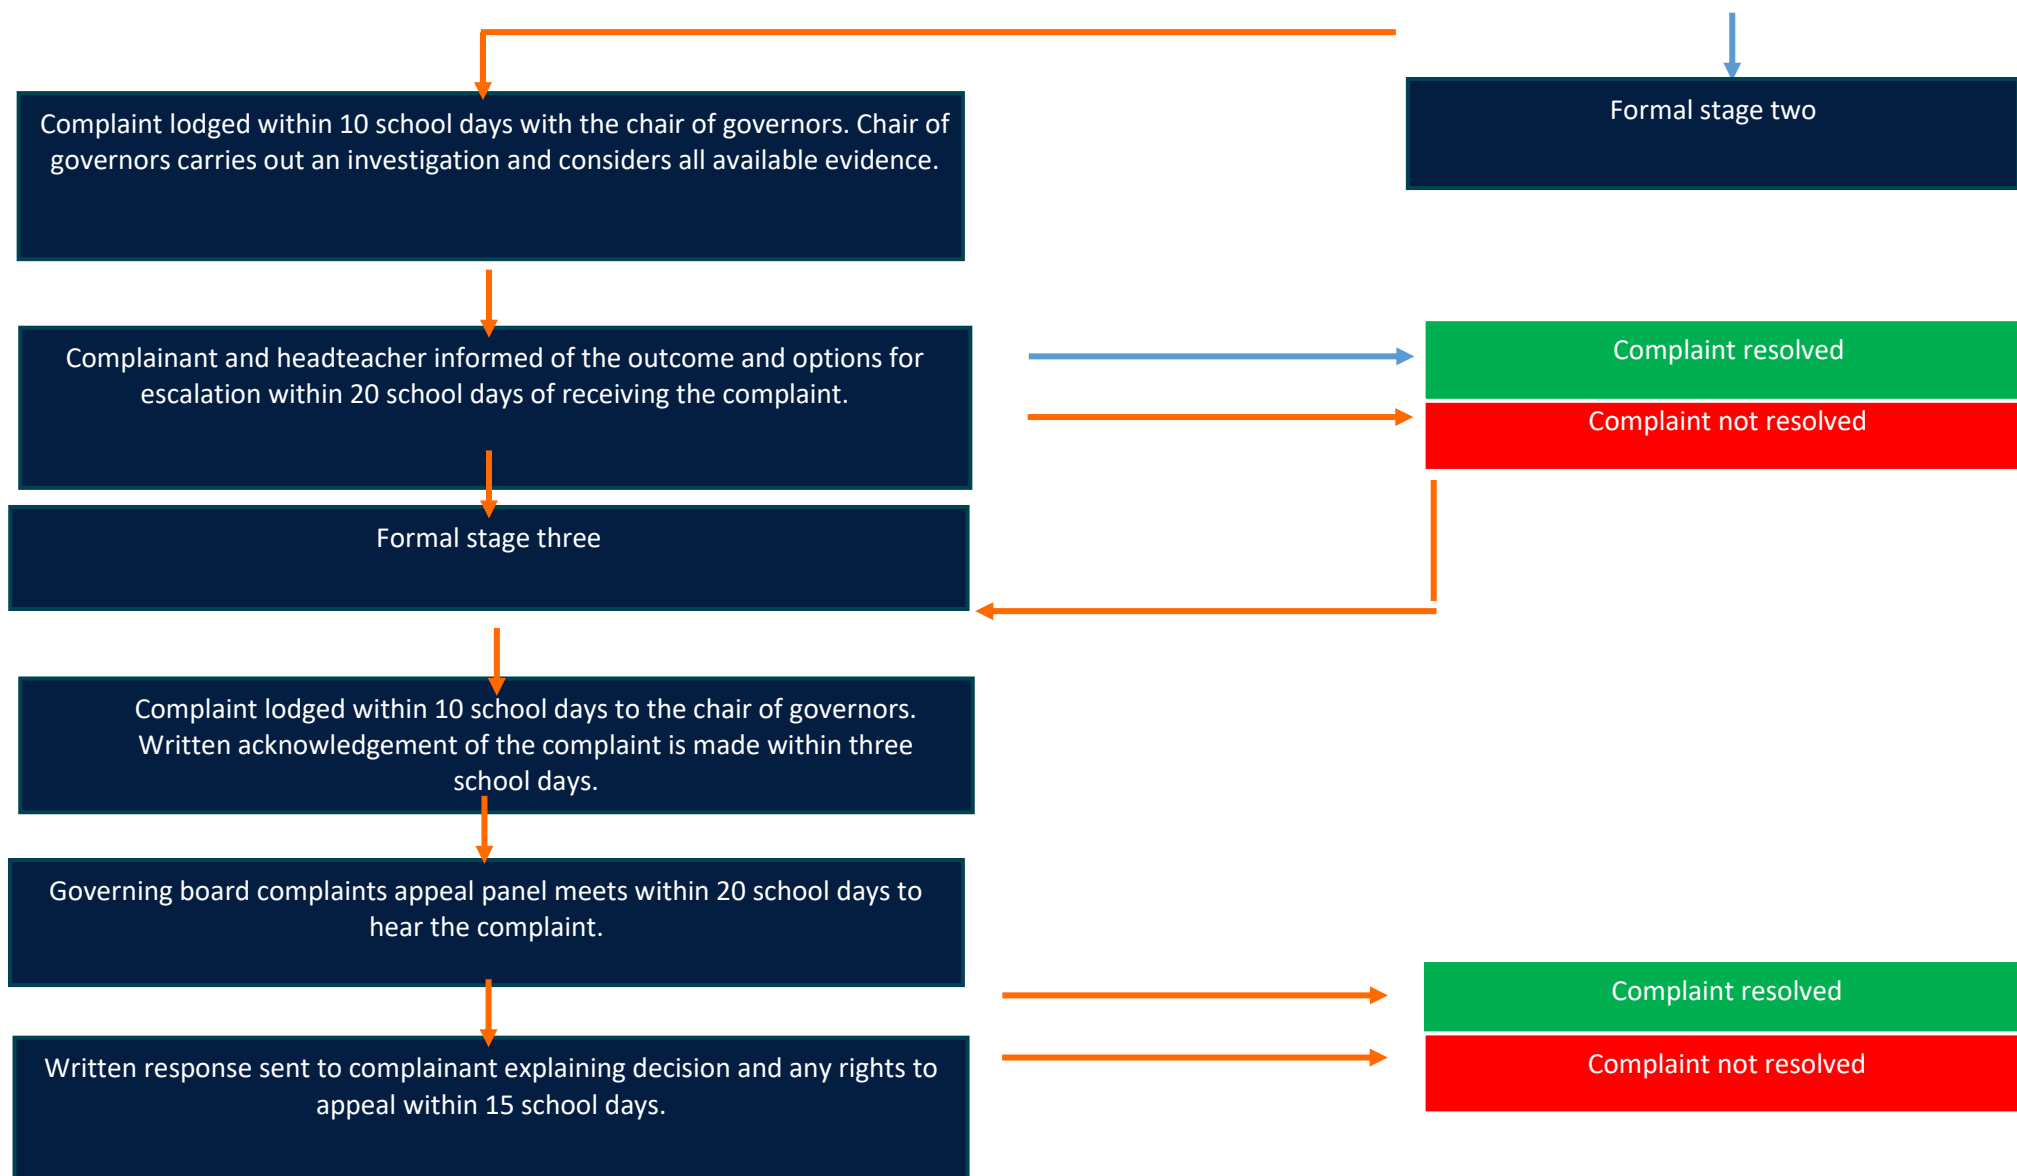 Formal stage two
Complaint lodged within 10 school days with the chair of governors. Chair of
governors carries out an investigation and considers all available evidence.
Complainant and headteacher informed of the outcome and options for
escalation within 20 school days of receiving the complaint.
Complaint resolved
Complaint not resolved
Formal stage three
Complaint lodged within 10 school days to the chair of governors.
Written acknowledgement of the complaint is made within three
school days.
Governing board complaints appeal panel meets within 20 school days to
hear the complaint.
Complaint resolved
Complaint not resolved
Written response sent to complainant explaining decision and any rights to
appeal within 15 school days.